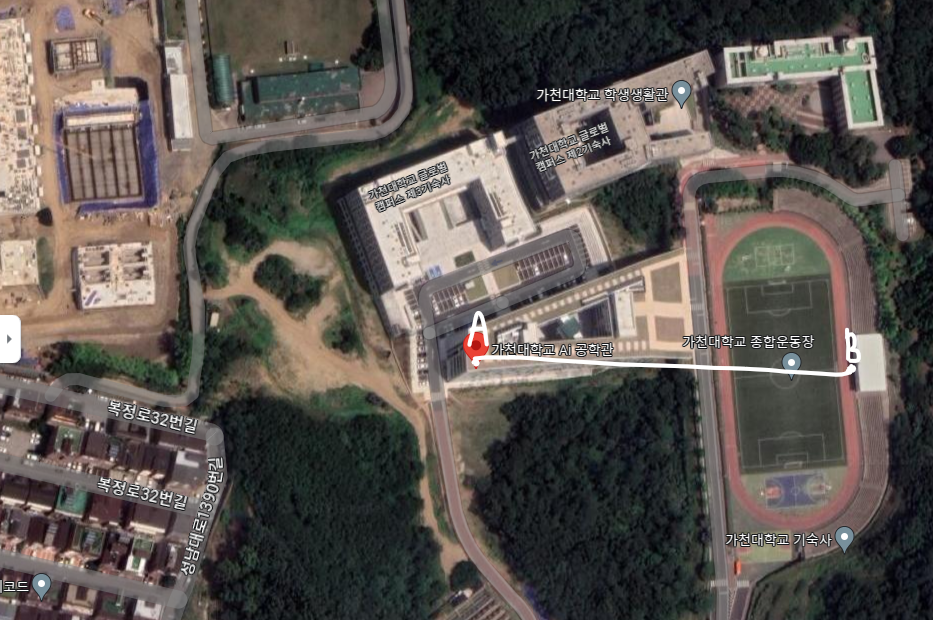 가천대학교 학생생활관
가천대학교 글로벌
캠퍼스 제2기숙사
가천대학교 글로벌
캠퍼스 제3기숙사
A
가천대학교 AI 공학관
가천대학교 종합운동장
B
복정로32번길
복정로32번길
성남대로1390번길
가천대학교 기숙사
코드